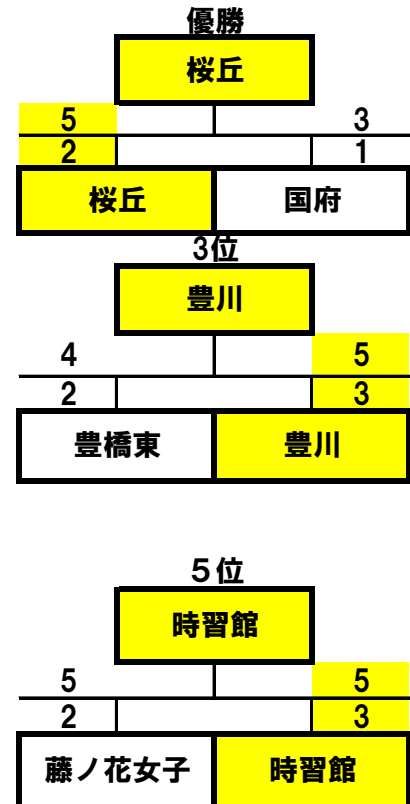 優勝
桜丘
5 3
2 1
桜丘 国府
3位
豊川
4 5
2 3
豊橋東 豊川
５位
時習館
5 5
2 3
藤ノ花女子 時習館